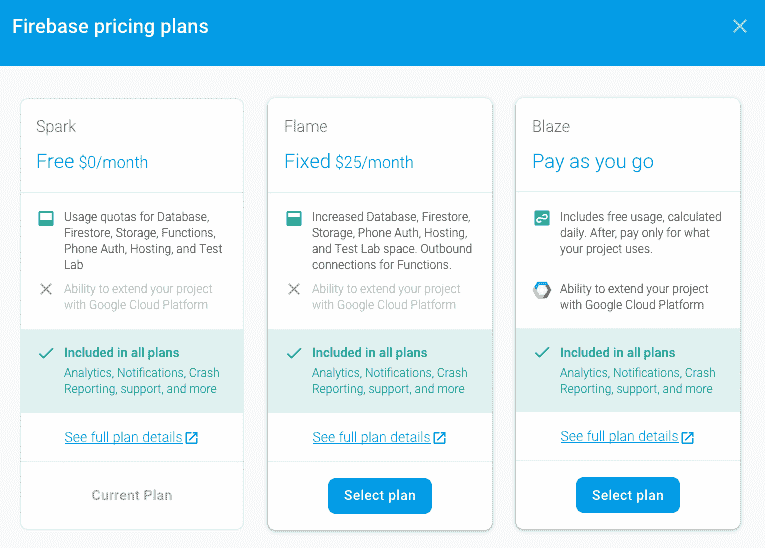 Firebase pricing plans
Spark
Free $0/month
Usage quotas for Database,
Firestore, Storage, Functions,
Phone Auth, Hosting, and Test
Lab
Ability to extend your project
with Google Cloud Platform
Included in all plans
Analytics, Notifications, Crash
Reporting, support, and more
See full plan details
Current Plan
Flame
Fixed $25/month
Increased Database, Firestore,
Storage, Phone Auth, Hosting,
and Test Lab space. Outbound
connections for Functions.
Ability to extend your project
with Google Cloud Platform
Included in all plans
Analytics, Notifications, Crash
Reporting, support, and more
See full plan details
Select plan
Blaze
Pay as you go
Includes free usage, calculated
daily. After, pay only for what
your project uses.
Ability to extend your project
with Google Cloud Platform
Included in all plans
Analytics, Notifications, Crash
Reporting, support, and more
See full plan details
Select plan